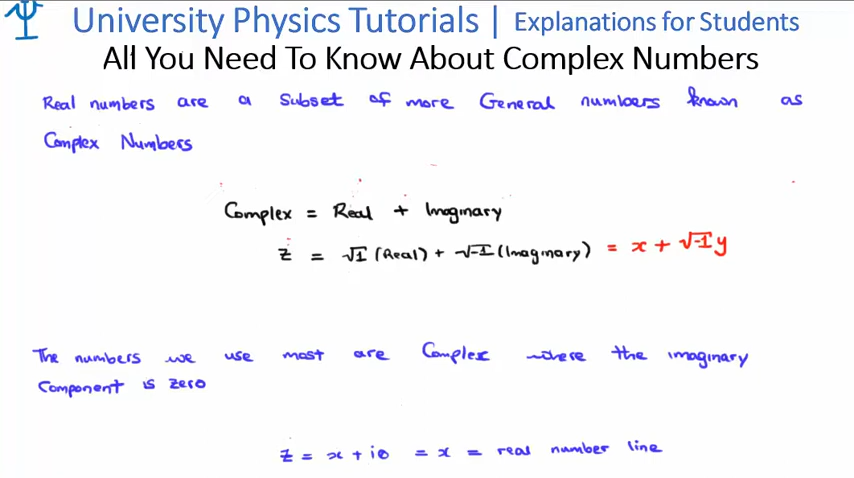 University Physics Tutorials | Explanations for Students
All You Need To Know About Complex Numbers
Real numbers are a Subset of more General numbers known as
Complex Numbers
Complex = Real + Imaginary
z = √1 (Real) + √-1 (Imaginary) = x + √-1 y
The numbers we use most are Complex where the imaginary
Component is zero
z = x + i0 = x = real number line